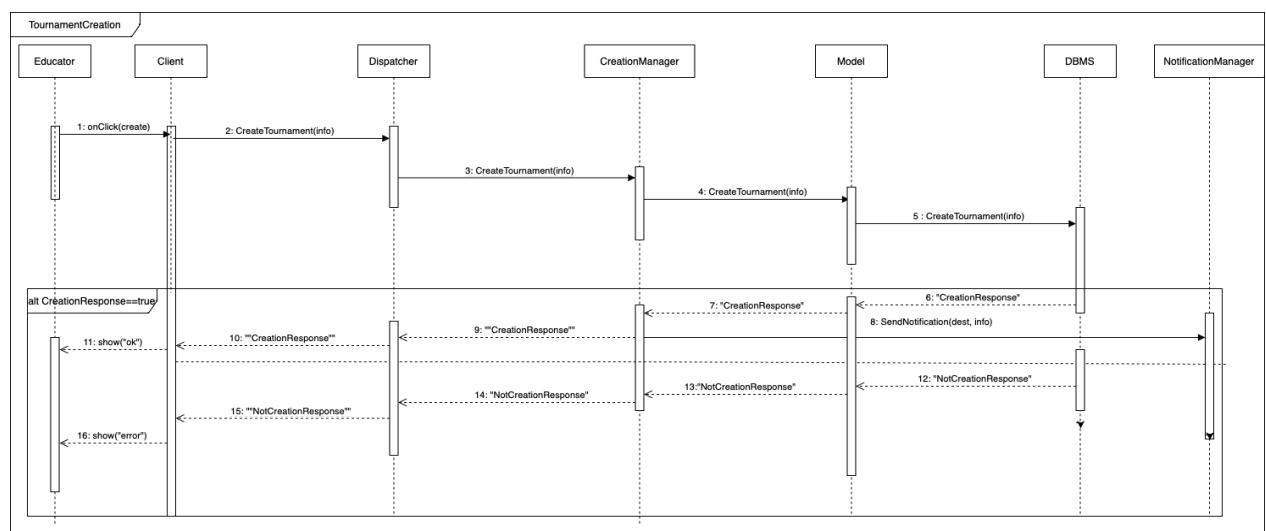 TournamentCreation
Educator
Client
Dispatcher
CreationManager
Model
DBMS
NotificationManager
1: onClick(create)
2: CreateTournament(info)
3: CreateTournament(info)
4: CreateTournament(info)
5 : CreateTournament(info)
alt CreationResponse==true
6: "CreationResponse"
7: "CreationResponse"
8: SendNotification(dest, info)
9: ""CreationResponse""
10: ""CreationResponse""
11: show("ok")
12: "NotCreationResponse"
13:"NotCreationResponse"
14: "NotCreationResponse"
15: ""NotCreationResponse""
16: show("error")